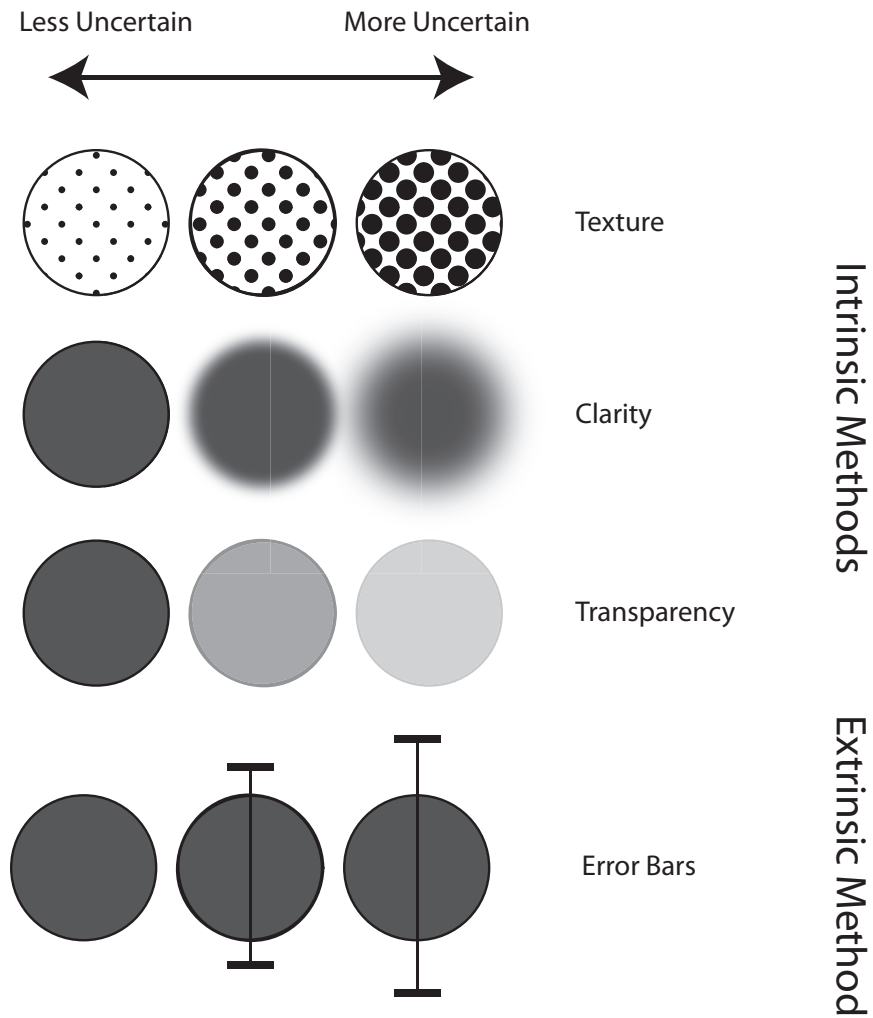 Less Uncertain
More Uncertain
Texture
Clarity
Transparency
Error Bars
Intrinsic Methods
Extrinsic Method